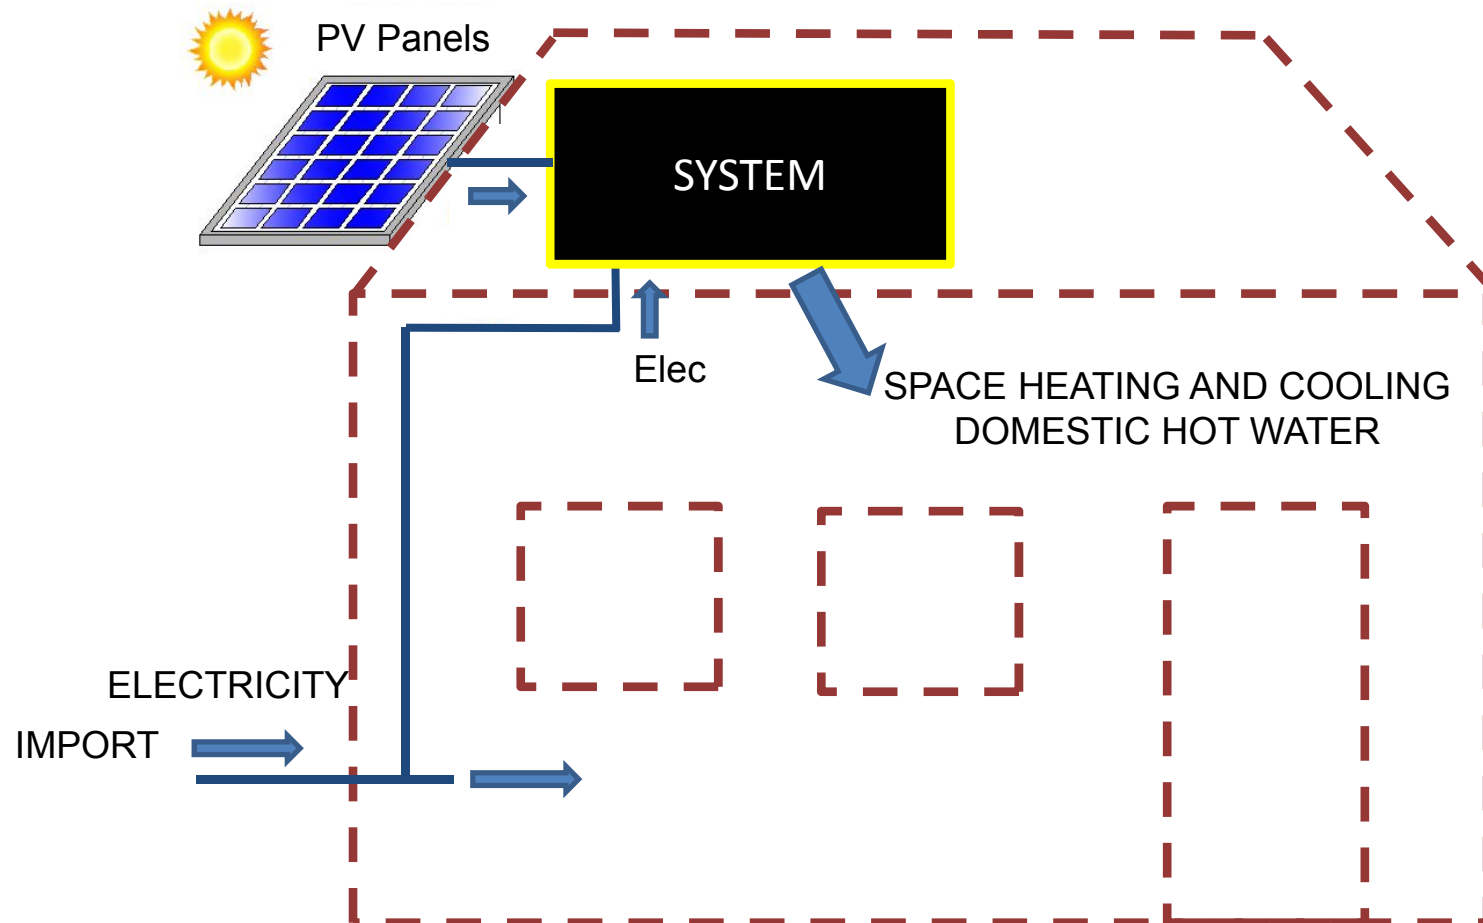 PV Panels
SYSTEM
Elec
SPACE HEATING AND COOLING
DOMESTIC HOT WATER
ELECTRICITY
IMPORT